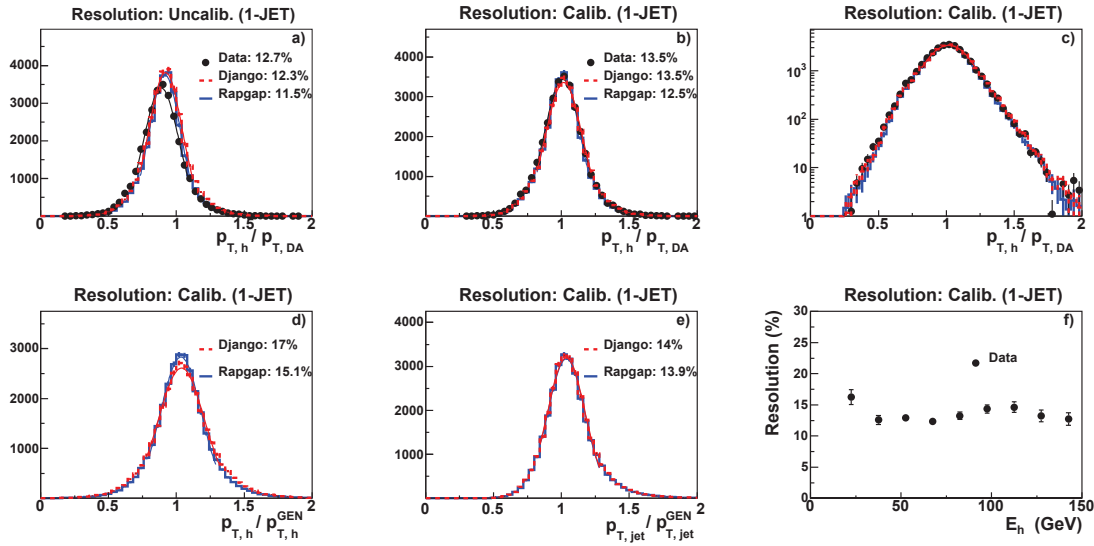 Resolution: Uncalib. (1-JET)
a)
Data: 12.7%
Django: 12.3%
Rapgap: 11.5%
4000
3000
2000
1000
0 0.5 1 1.5 2
p_T, h / p_T, DA
Resolution: Calib. (1-JET)
b)
Data: 13.5%
Django: 13.5%
Rapgap: 12.5%
4000
3000
2000
1000
0 0.5 1 1.5 2
p_T, h / p_T, DA
Resolution: Calib. (1-JET)
c)
10^3
10^2
10
1
0 0.5 1 1.5 2
p_T, h / p_T, DA
Resolution: Calib. (1-JET)
d)
Django: 17%
Rapgap: 15.1%
3000
2000
1000
0
0 0.5 1 1.5 2
p_T, h / p_T, h^GEN
Resolution: Calib. (1-JET)
e)
Django: 14%
Rapgap: 13.9%
4000
3000
2000
1000
0
0 0.5 1 1.5 2
p_T, jet / p_T, jet^GEN
Resolution: Calib. (1-JET)
f)
Data
Resolution (%)
30
25
20
15
10
5
0
0 50 100 150
E_h (GeV)